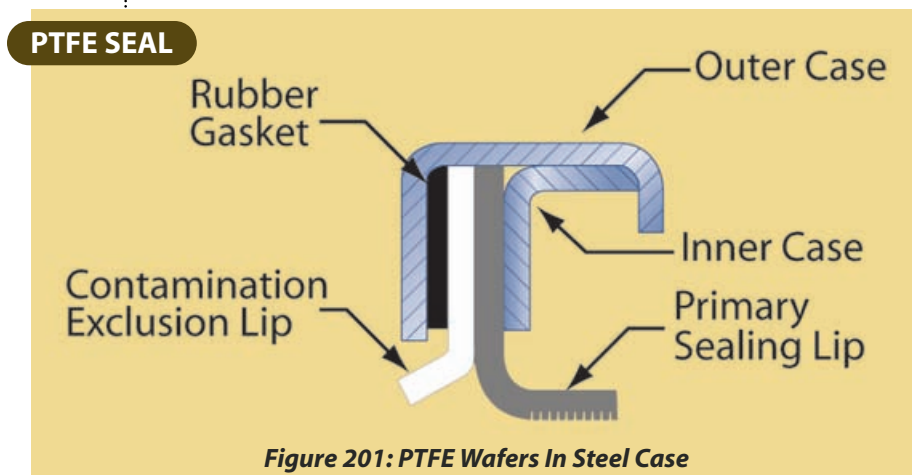 PTFE SEAL
Rubber
Gasket
Outer Case
Inner Case
Contamination
Exclusion Lip
Primary
Sealing Lip
Figure 201: PTFE Wafers In Steel Case